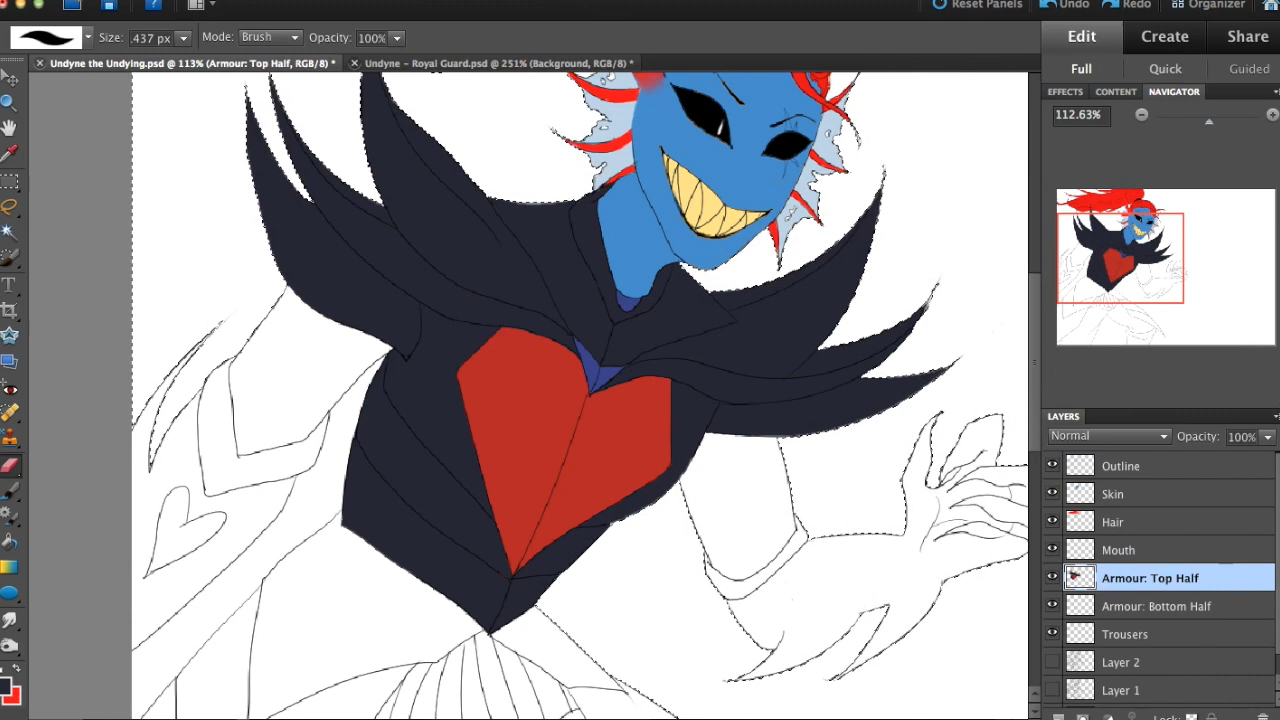 Reset Panels Undo Redo Organizer
Size: .437 px Mode: Brush Opacity: 100%
Edit Create Share
Undyne the Undying.psd @ 113% (Armour: Top Half, RGB/8) * Undyne - Royal Guard.psd @ 251% (Background, RGB/8) *
Full Quick Guided
EFFECTS CONTENT NAVIGATOR
112.63%
LAYERS
Normal Opacity: 100%
Outline
Skin
Hair
Mouth
Armour: Top Half
Armour: Bottom Half
Trousers
Layer 2
Layer 1
Lock: